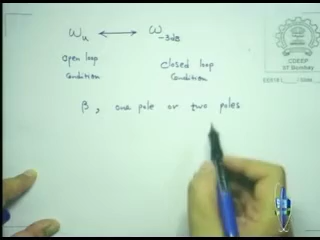 ωu ⟷ ω-3dB
open loop condition
closed loop condition
β, one pole or two poles
CDEEP
IIT Bombay